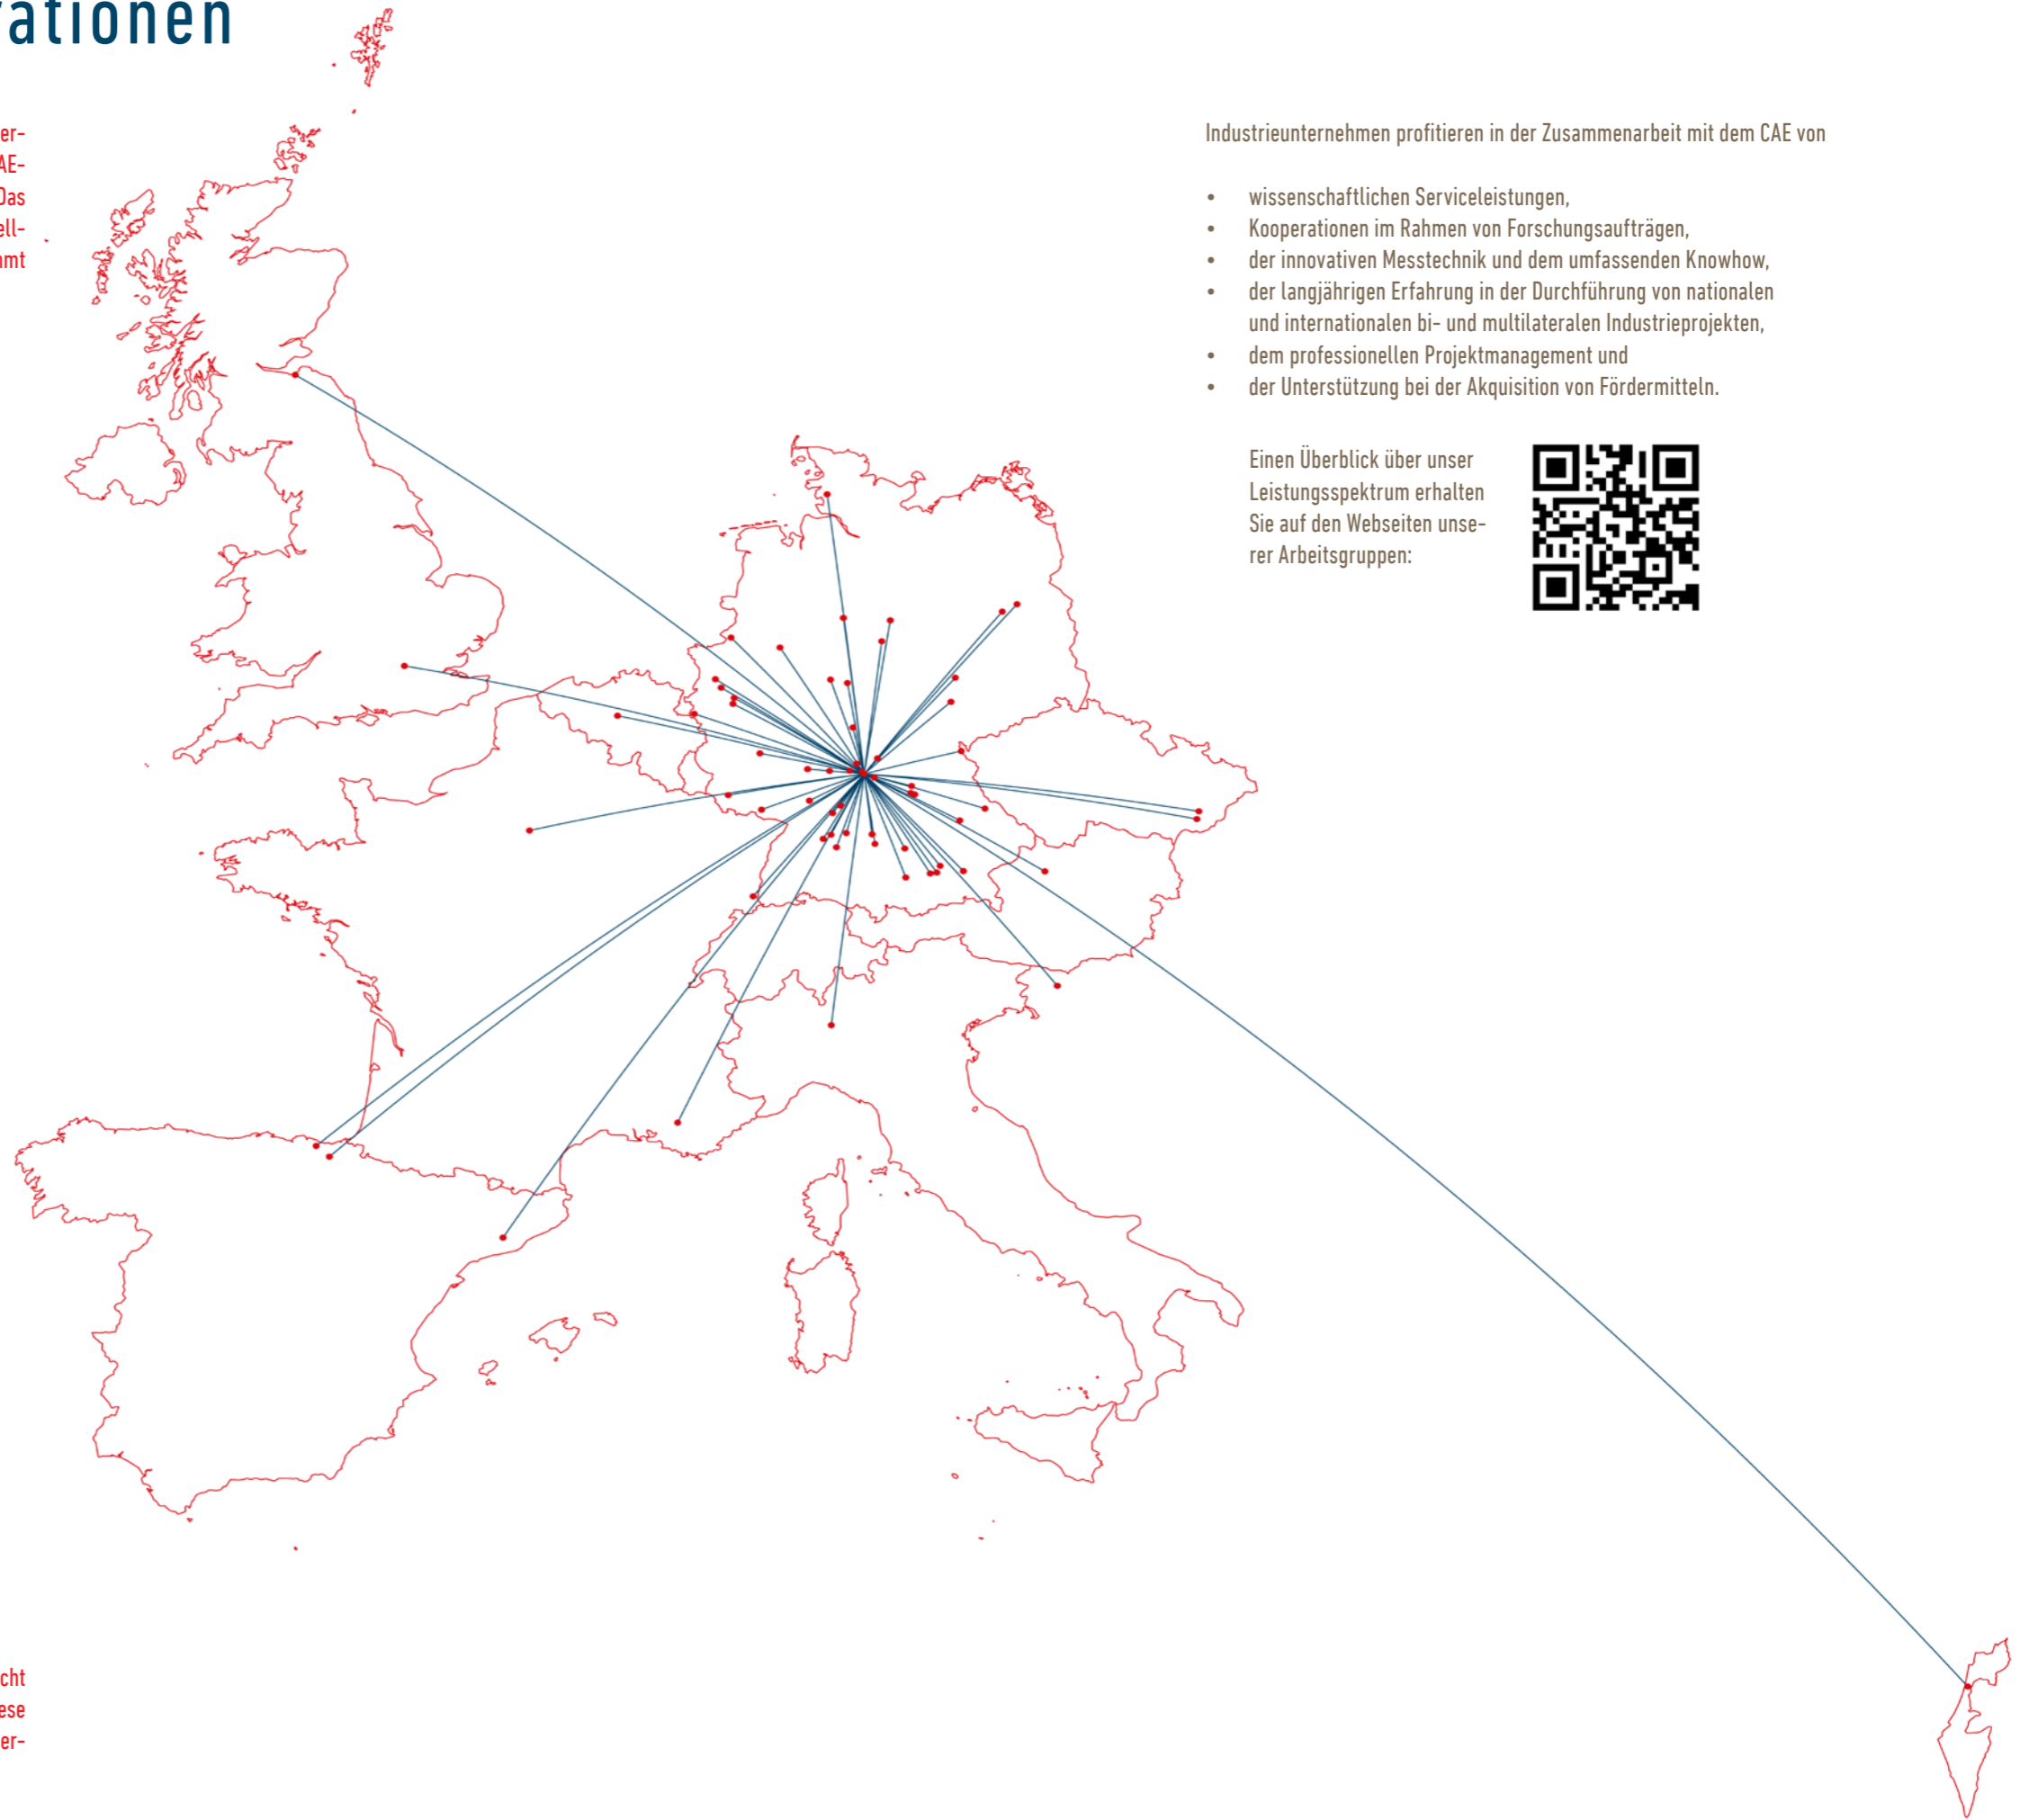 rationen
er-
AE-
Das
ell-
mt
Industrieunternehmen profitieren in der Zusammenarbeit mit dem CAE von
• wissenschaftlichen Serviceleistungen,
• Kooperationen im Rahmen von Forschungsaufträgen,
• der innovativen Messtechnik und dem umfassenden Knowhow,
• der langjährigen Erfahrung in der Durchführung von nationalen
und internationalen bi- und multilateralen Industrieprojekten,
• dem professionellen Projektmanagement und
• der Unterstützung bei der Akquisition von Fördermitteln.
Einen Überblick über unser
Leistungsspektrum erhalten
Sie auf den Webseiten unse-
rer Arbeitsgruppen:
cht
ese
er-